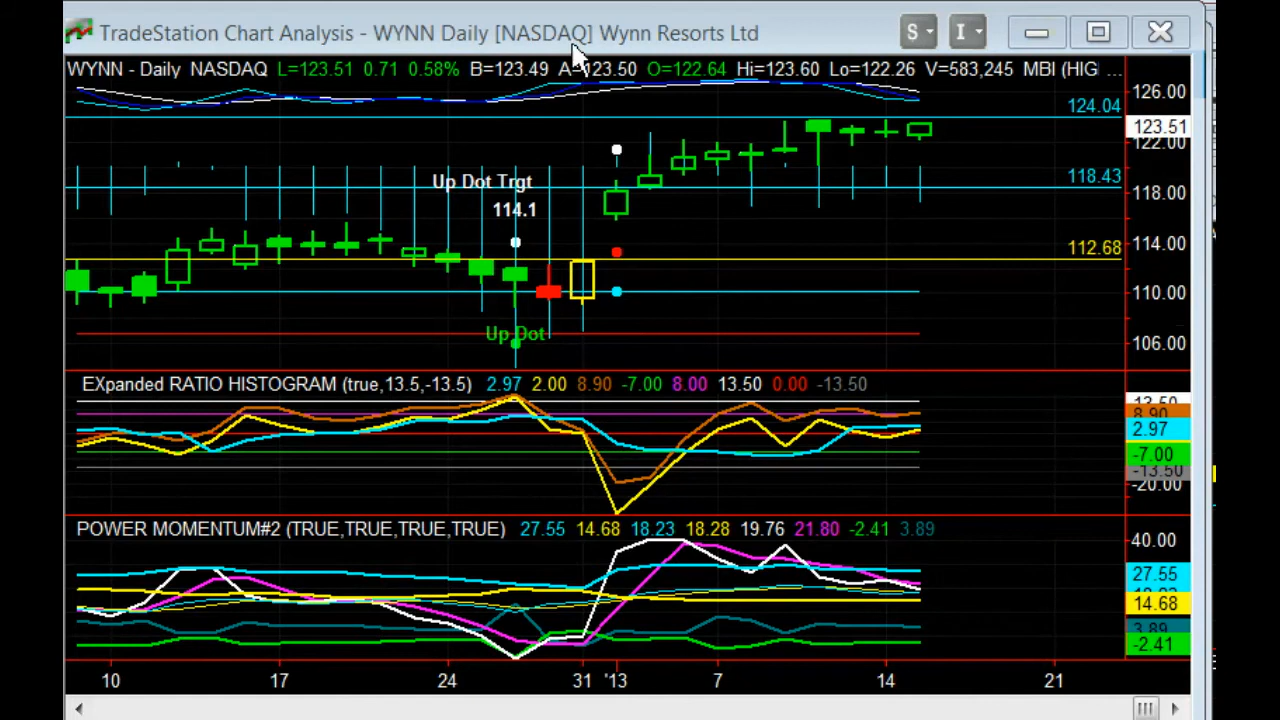 TradeStation Chart Analysis - WYNN Daily [NASDAQ] Wynn Resorts Ltd
S
I
WYNN - Daily NASDAQ L=123.51 0.71 0.58% B=123.49 A=123.50 O=122.64 Hi=123.60 Lo=122.26 V=583,245 MBI (HIG ...
126.00
124.04
123.51
122.00
Up Dot Trgt
118.43
118.00
114.1
114.00
112.68
110.00
Up Dot
106.00
EXpanded RATIO HISTOGRAM (true,13.5,-13.5) 2.97 2.00 8.90 -7.00 8.00 13.50 0.00 -13.50
13.50
8.90
2.97
-7.00
-13.50
-20.00
POWER MOMENTUM#2 (TRUE,TRUE,TRUE,TRUE) 27.55 14.68 18.23 18.28 19.76 21.80 -2.41 3.89
40.00
27.55
14.68
3.89
-2.41
10 17 24 31 '13 7 14 21